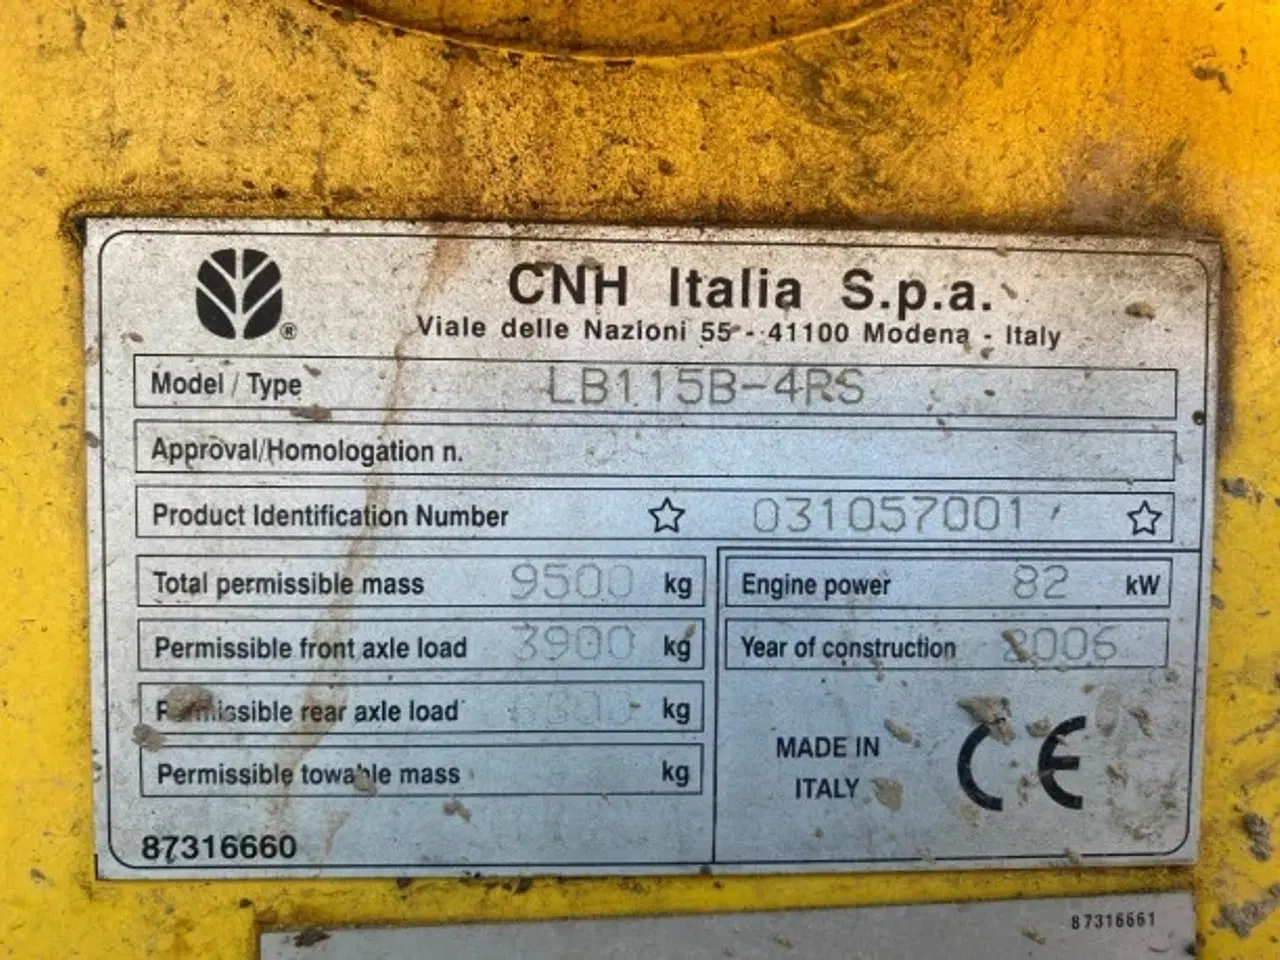 ®
CNH Italia S.p.a.
Viale delle Nazioni 55 - 41100 Modena - Italy
Model / Type LB115B-4RS
Approval/Homologation n.
Product Identification Number ☆ 031057001 ☆
Total permissible mass 9500 kg
Engine power 82 kW
Permissible front axle load 3900 kg
Year of construction 2006
Permissible rear axle load kg
Permissible towable mass kg
MADE IN
ITALY
CE
87316660
87316661